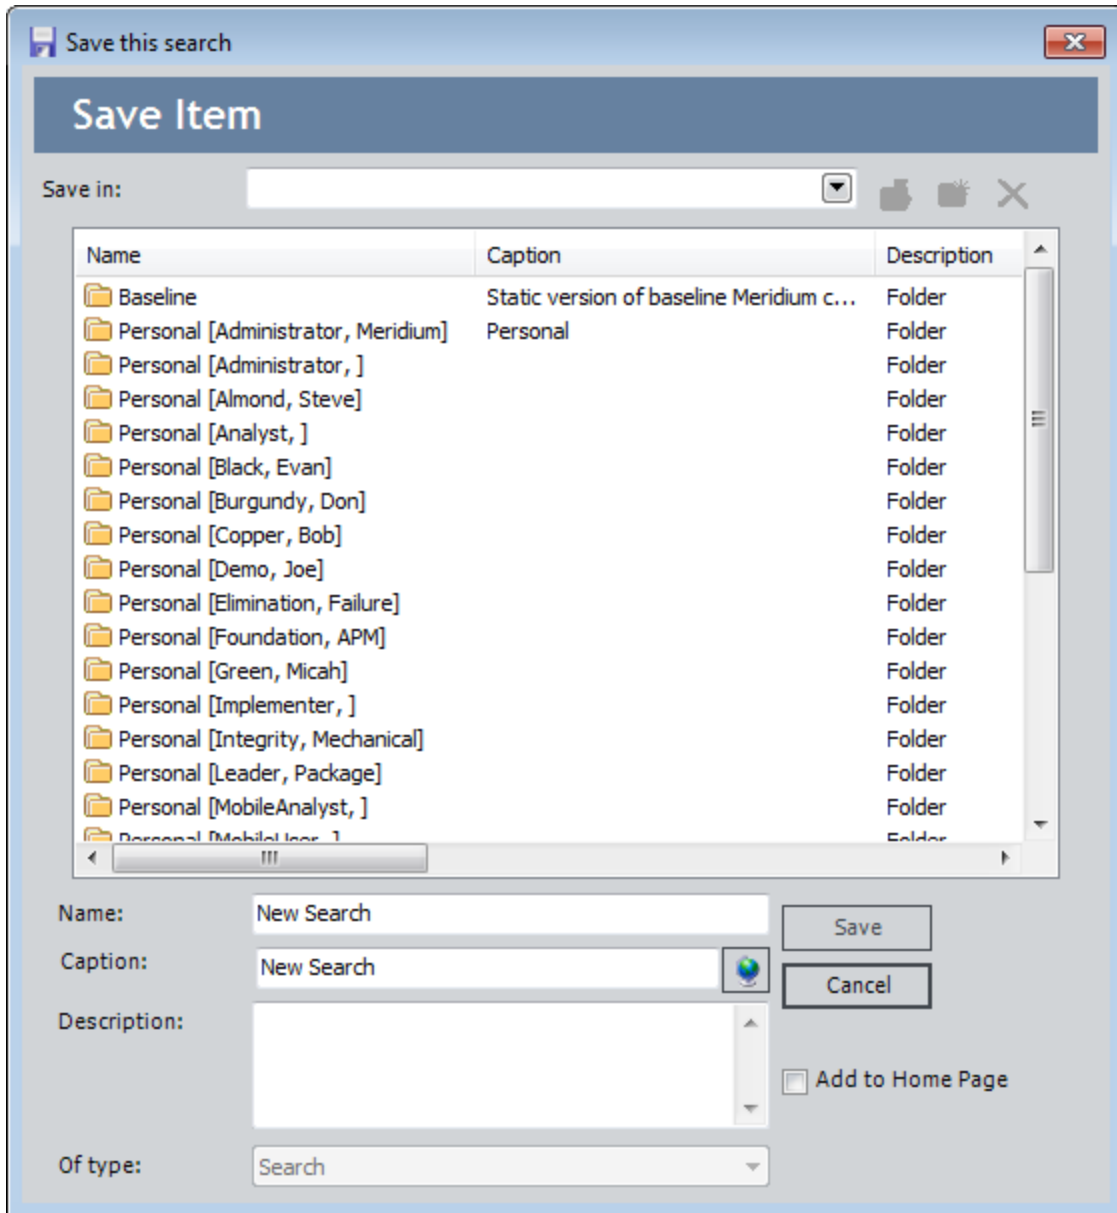 Save this search
Save Item
Save in:
Name Caption Description
Baseline Static version of baseline Meridium c... Folder
Personal [Administrator, Meridium] Personal Folder
Personal [Administrator, ] Folder
Personal [Almond, Steve] Folder
Personal [Analyst, ] Folder
Personal [Black, Evan] Folder
Personal [Burgundy, Don] Folder
Personal [Copper, Bob] Folder
Personal [Demo, Joe] Folder
Personal [Elimination, Failure] Folder
Personal [Foundation, APM] Folder
Personal [Green, Micah] Folder
Personal [Implementer, ] Folder
Personal [Integrity, Mechanical] Folder
Personal [Leader, Package] Folder
Personal [MobileAnalyst, ] Folder
Personal [MobileUser, ] Folder
Name: New Search Save
Caption: New Search Cancel
Description:
Add to Home Page
Of type: Search